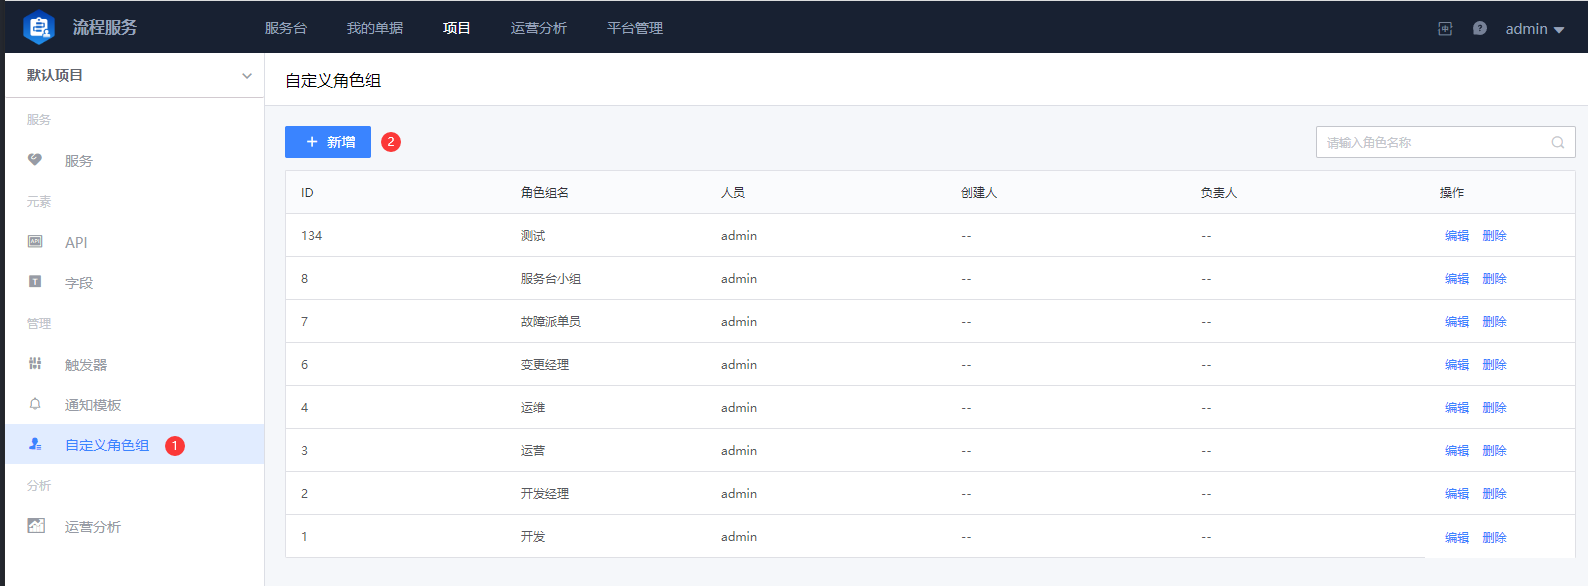 流程服务 服务台 我的单据 项目 运营分析 平台管理 中 ? admin
默认项目
自定义角色组
服务
服务
元素
API API
T 字段
管理
触发器
通知模板
自定义角色组 1
分析
运营分析
+ 新增 2 请输入角色名称
ID 角色组名 人员 创建人 负责人 操作
134 测试 admin -- -- 编辑 删除
8 服务台小组 admin -- -- 编辑 删除
7 故障派单员 admin -- -- 编辑 删除
6 变更经理 admin -- -- 编辑 删除
4 运维 admin -- -- 编辑 删除
3 运营 admin -- -- 编辑 删除
2 开发经理 admin -- -- 编辑 删除
1 开发 admin -- -- 编辑 删除